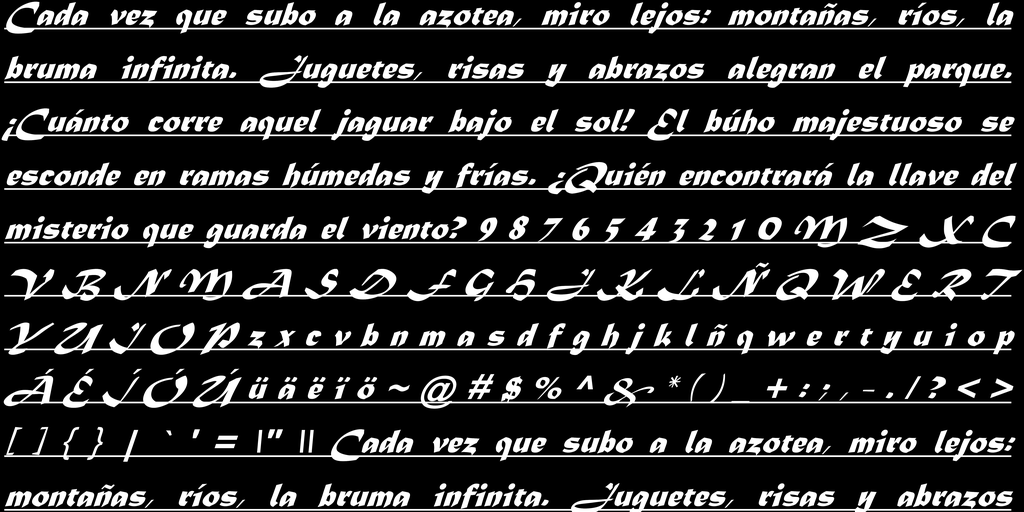 Cada vez que subo a la azotea, miro lejos: montañas, ríos, la
bruma infinita. Juguetes, risas y abrazos alegran el parque.
¡Cuánto corre aquel jaguar bajo el sol! El búho majestuoso se
esconde en ramas húmedas y frías. ¿Quién encontrará la llave del
misterio que guarda el viento? 9 8 7 6 5 4 3 2 1 0 M Z X C
V B N M A S D F G H J K L Ñ Q W E R T
Y U I O P z x c v b n m a s d f g h j k l ñ q w e r t y u i o p
Á É Í Ó Ú ü ä ë ï ö ~ @ # $ % ^ & * ( ) _ + : ; , - . / ? < >
[ ] { } | ` ' = \" \\ Cada vez que subo a la azotea, miro lejos:
montañas, ríos, la bruma infinita. Juguetes, risas y abrazos